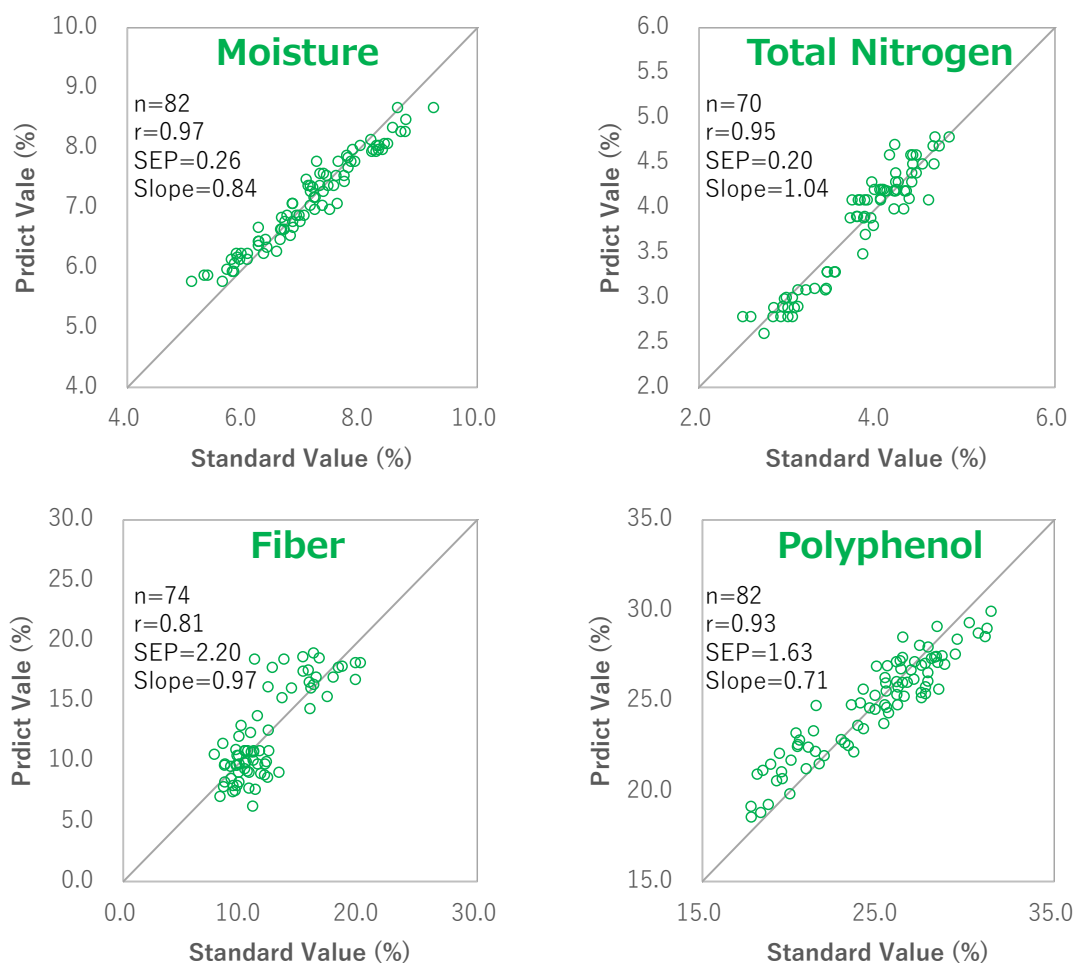 Moisture
n=82
r=0.97
SEP=0.26
Slope=0.84
Prdict Vale (%)
10.0
9.0
8.0
7.0
6.0
5.0
4.0
4.0 6.0 8.0 10.0
Standard Value (%)
Total Nitrogen
n=70
r=0.95
SEP=0.20
Slope=1.04
Prdict Vale (%)
6.0
5.5
5.0
4.5
4.0
3.5
3.0
2.5
2.0
2.0 4.0 6.0
Standard Value (%)
Fiber
n=74
r=0.81
SEP=2.20
Slope=0.97
Prdict Vale (%)
30.0
25.0
20.0
15.0
10.0
5.0
0.0
0.0 10.0 20.0 30.0
Standard Value (%)
Polyphenol
n=82
r=0.93
SEP=1.63
Slope=0.71
Prdict Vale (%)
35.0
30.0
25.0
20.0
15.0
15.0 25.0 35.0
Standard Value (%)